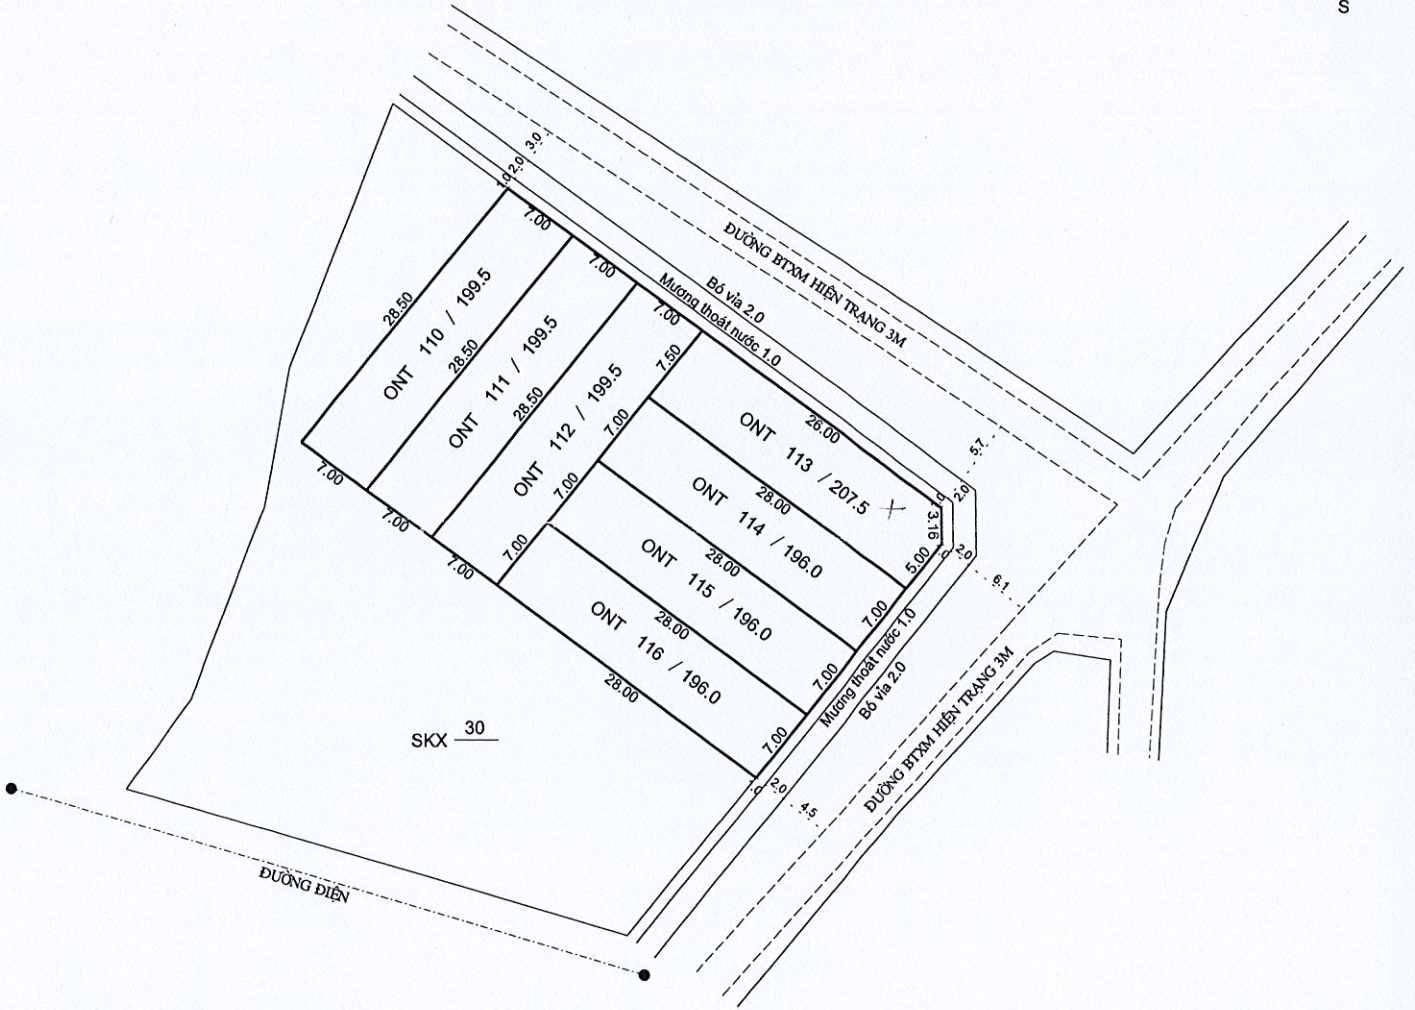 S
3.0
2.0
1.0
7.00
7.00
7.00
ĐƯỜNG BTXM HIỆN TRẠNG 3M
Bó vỉa 2.0
Mương thoát nước 1.0
28.50
ONT 110 / 199.5
28.50
ONT 111 / 199.5
28.50
ONT 112 / 199.5
7.50
7.00
7.00
7.00
26.00
ONT 113 / 207.5
5.7
2.0
3.16
2.0
6.1
5.00
28.00
ONT 114 / 196.0
7.00
28.00
ONT 115 / 196.0
7.00
28.00
ONT 116 / 196.0
7.00
28.00
7.00
7.00
7.00
Mương thoát nước 1.0
Bó vỉa 2.0
ĐƯỜNG BTXM HIỆN TRẠNG 3M
2.0
4.5
SKX 30
ĐƯỜNG ĐIỆN